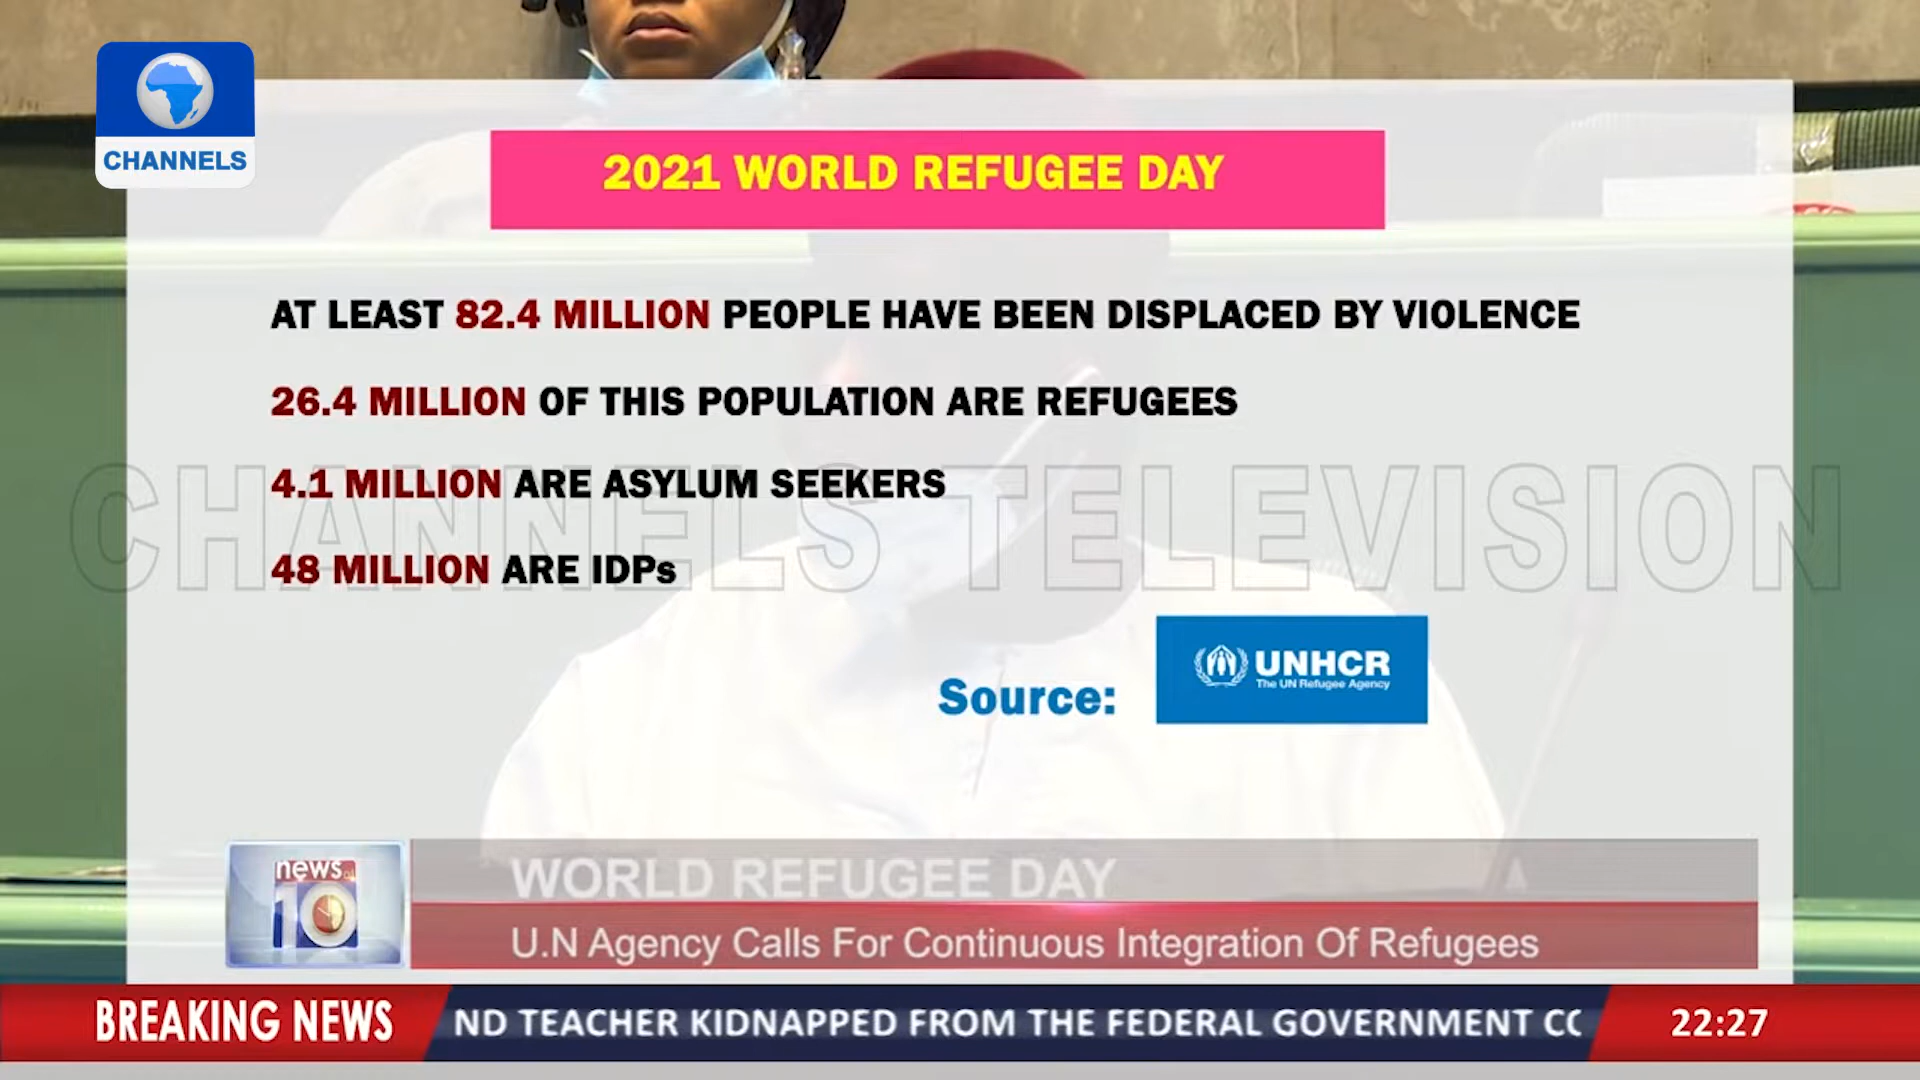 CHANNELS
2021 WORLD REFUGEE DAY
AT LEAST 82.4 MILLION PEOPLE HAVE BEEN DISPLACED BY VIOLENCE
26.4 MILLION OF THIS POPULATION ARE REFUGEES
4.1 MILLION ARE ASYLUM SEEKERS
CHANNELS TELEVISION
48 MILLION ARE IDPs
Source:
UNHCR
The UN Refugee Agency
news at
10
WORLD REFUGEE DAY
U.N Agency Calls For Continuous Integration Of Refugees
BREAKING NEWS
ND TEACHER KIDNAPPED FROM THE FEDERAL GOVERNMENT CC
22:27